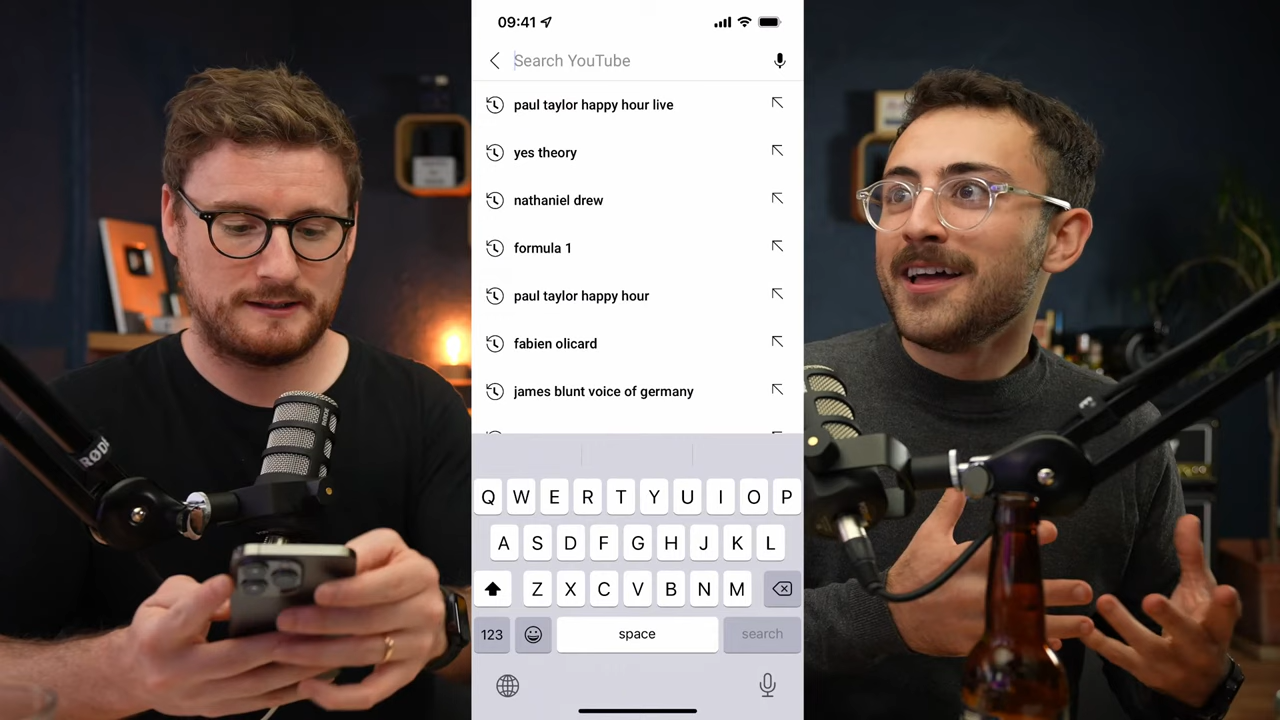 09:41
Search YouTube
paul taylor happy hour live
yes theory
nathaniel drew
formula 1
paul taylor happy hour
fabien olicard
james blunt voice of germany
Q W E R T Y U I O P
A S D F G H J K L
Z X C V B N M
123 space search
RØDE